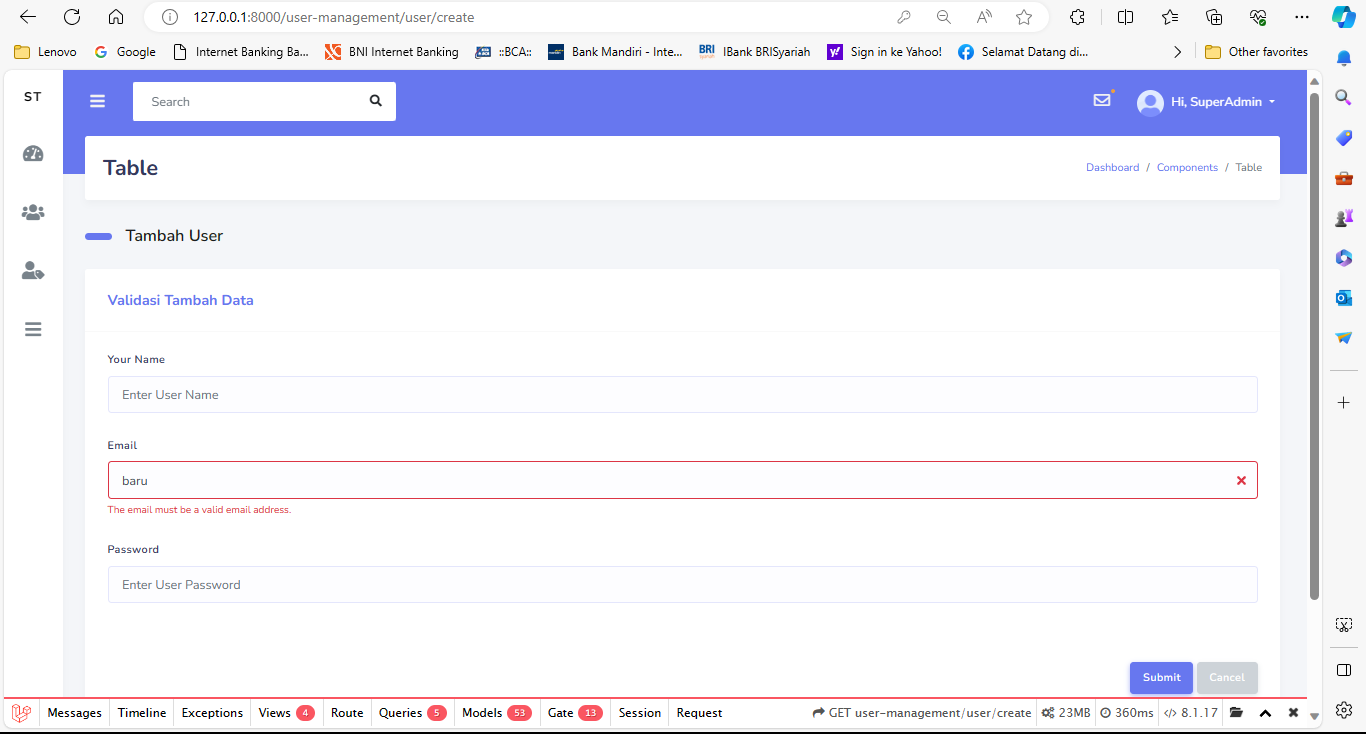 127.0.0.1:8000/user-management/user/create
Lenovo Google Internet Banking Ba... BNI Internet Banking ::BCA:: Bank Mandiri - Inte... IBank BRISyariah Sign in ke Yahoo! Selamat Datang di... Other favorites
ST Search Hi, SuperAdmin
Table Dashboard / Components / Table
Tambah User
Validasi Tambah Data
Your Name
Enter User Name
Email
baru
The email must be a valid email address.
Password
Enter User Password
Submit Cancel
Messages Timeline Exceptions Views 4 Route Queries 5 Models 53 Gate 13 Session Request GET user-management/user/create 23MB 360ms </> 8.1.17